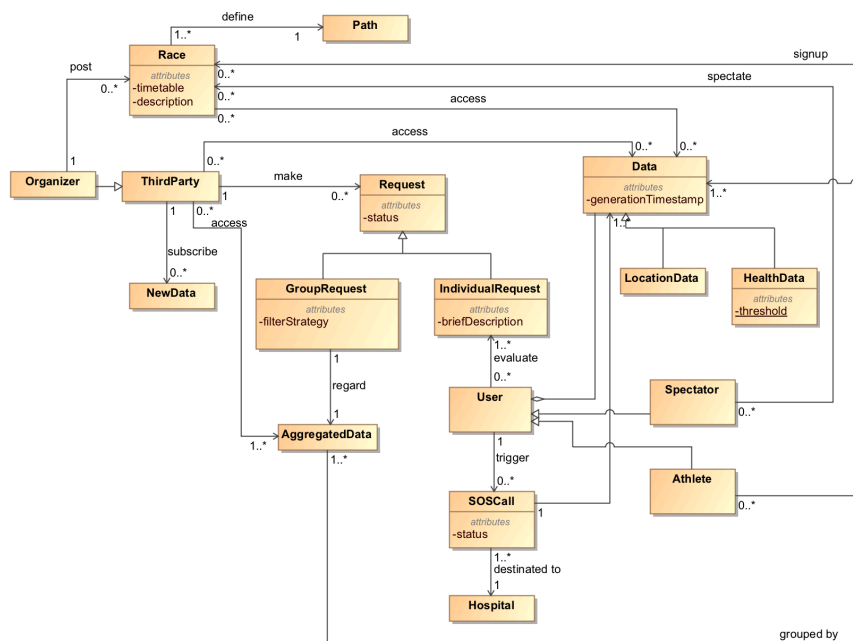 define
Path
1..*
1
Race
attributes
-timetable
-description
post
0..*
0..*
signup
0..*
spectate
0..*
access
access
1
0..*
0..*
0..*
Data
attributes
-generationTimestamp
1..*
1..
Organizer
ThirdParty
1
make
0..*
Request
attributes
-status
1
0..*
access
subscribe
0..*
NewData
LocationData
HealthData
attributes
-threshold
GroupRequest
attributes
-filterStrategy
IndividualRequest
attributes
-briefDescription
1
regard
1
1..*
evaluate
0..*
User
Spectator
0..*
AggregatedData
1..*
1..*
1
trigger
0..*
Athlete
0..*
SOSCall
attributes
-status
1
1..*
destinated to
1
Hospital
grouped by